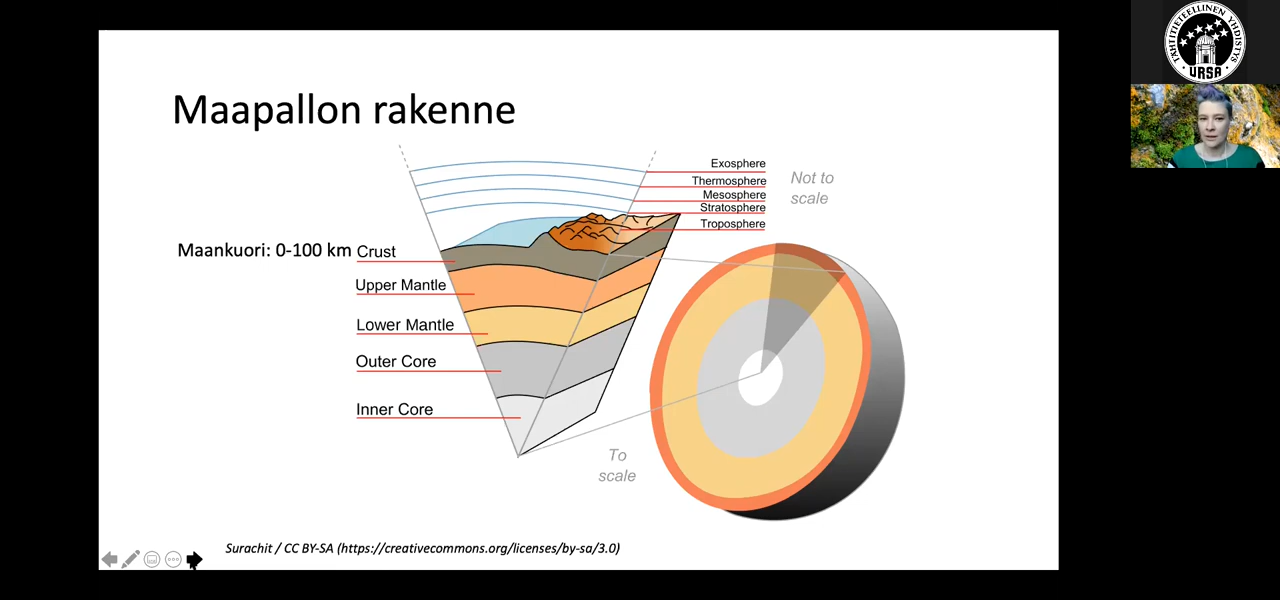 Maapallon rakenne
Exosphere
Thermosphere
Mesosphere
Stratosphere
Troposphere
Not to
scale
Maankuori: 0-100 km
Crust
Upper Mantle
Lower Mantle
Outer Core
Inner Core
To
scale
Surachit / CC BY-SA (https://creativecommons.org/licenses/by-sa/3.0)
TÄHTITIETEELLINEN YHDISTYS
URSA